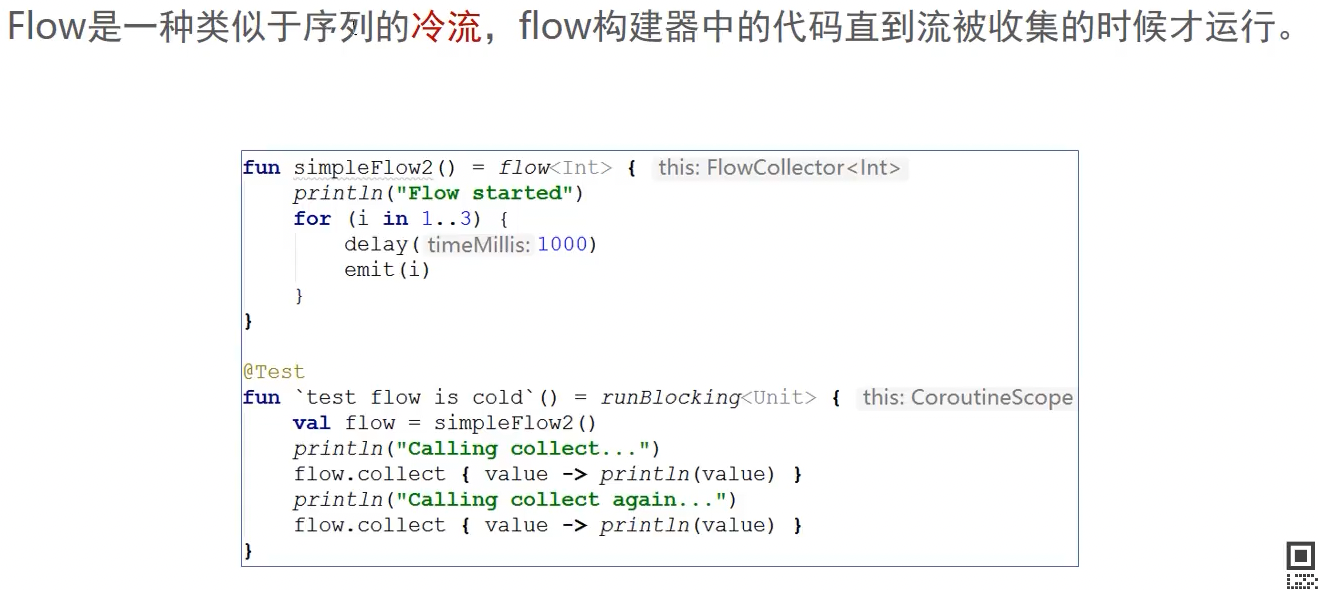 Flow是一种类似于序列的冷流，flow构建器中的代码直到流被收集的时候才运行。
fun simpleFlow2() = flow<Int> { this: FlowCollector<Int>
    println("Flow started")
    for (i in 1..3) {
        delay( timeMillis: 1000)
        emit(i)
    }
}
@Test
fun `test flow is cold`() = runBlocking<Unit> { this: CoroutineScope
    val flow = simpleFlow2()
    println("Calling collect...")
    flow.collect { value -> println(value) }
    println("Calling collect again...")
    flow.collect { value -> println(value) }
}